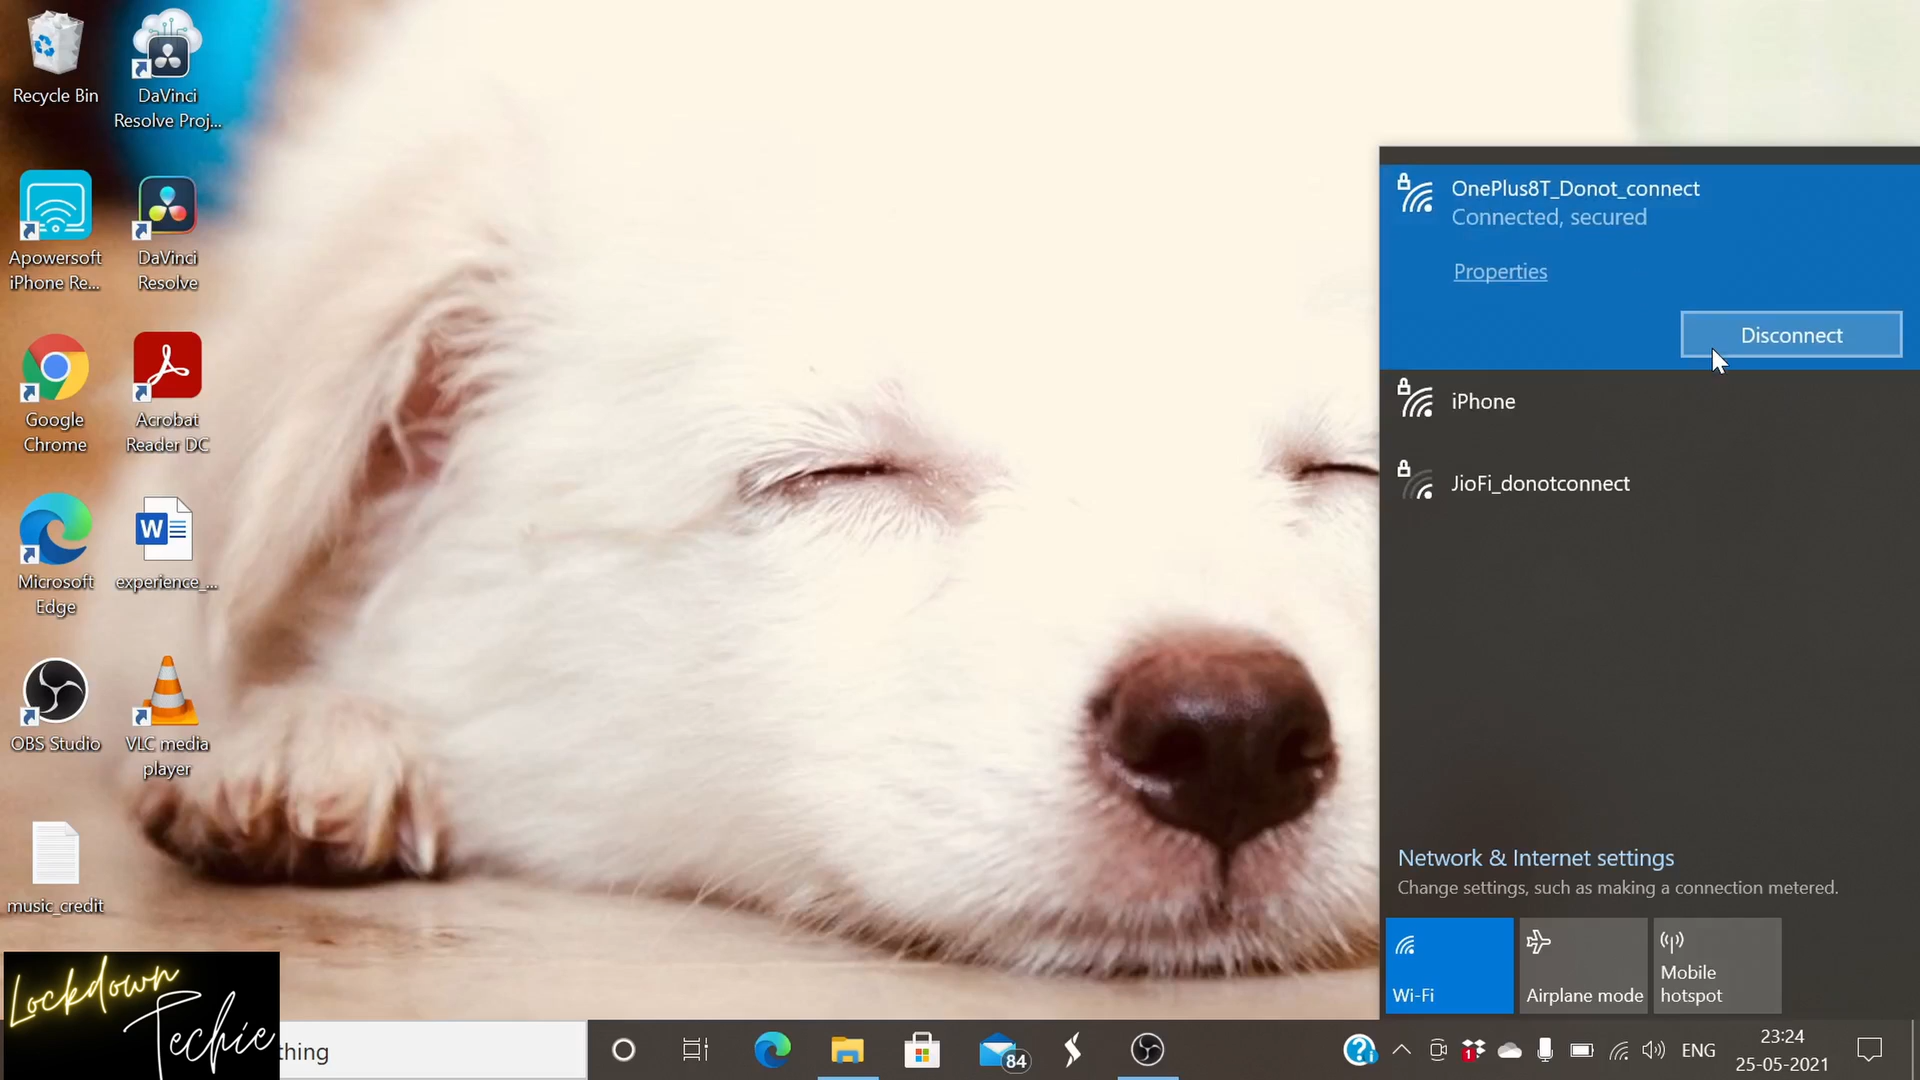 Recycle Bin
DaVinci
Resolve Proj...
Apowersoft
iPhone Re...
DaVinci
Resolve
Google
Chrome
Acrobat
Reader DC
Microsoft
Edge
experience_...
OBS Studio
VLC media
player
music_credit
Lockdown
Techie
thing
OnePlus8T_Donot_connect
Connected, secured
Properties
Disconnect
iPhone
JioFi_donotconnect
Network & Internet settings
Change settings, such as making a connection metered.
Wi-Fi
Airplane mode
Mobile
hotspot
84
1
ENG
23:24
25-05-2021